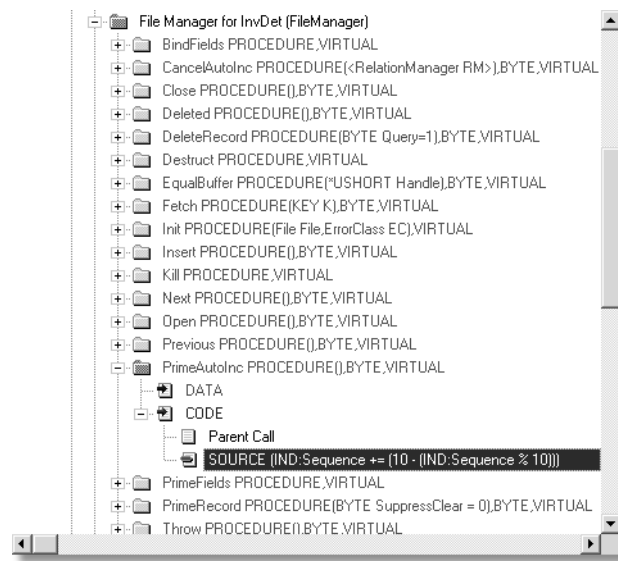 File Manager for InvDet (FileManager)
BindFields PROCEDURE,VIRTUAL
CancelAutoInc PROCEDURE(<RelationManager RM>),BYTE,VIRTUAL
Close PROCEDURE(),BYTE,VIRTUAL
Deleted PROCEDURE(),BYTE,VIRTUAL
DeleteRecord PROCEDURE(BYTE Query=1),BYTE,VIRTUAL
Destruct PROCEDURE,VIRTUAL
EqualBuffer PROCEDURE(*USHORT Handle),BYTE,VIRTUAL
Fetch PROCEDURE(KEY K),BYTE,VIRTUAL
Init PROCEDURE(File File,ErrorClass EC),VIRTUAL
Insert PROCEDURE(),BYTE,VIRTUAL
Kill PROCEDURE,VIRTUAL
Next PROCEDURE(),BYTE,VIRTUAL
Open PROCEDURE(),BYTE,VIRTUAL
Previous PROCEDURE(),BYTE,VIRTUAL
PrimeAutoInc PROCEDURE(),BYTE,VIRTUAL
DATA
CODE
Parent Call
SOURCE (IND:Sequence += (10 - (IND:Sequence % 10)))
PrimeFields PROCEDURE,VIRTUAL
PrimeRecord PROCEDURE(BYTE SuppressClear = 0),BYTE,VIRTUAL
Throw PROCEDURE(),BYTE,VIRTUAL